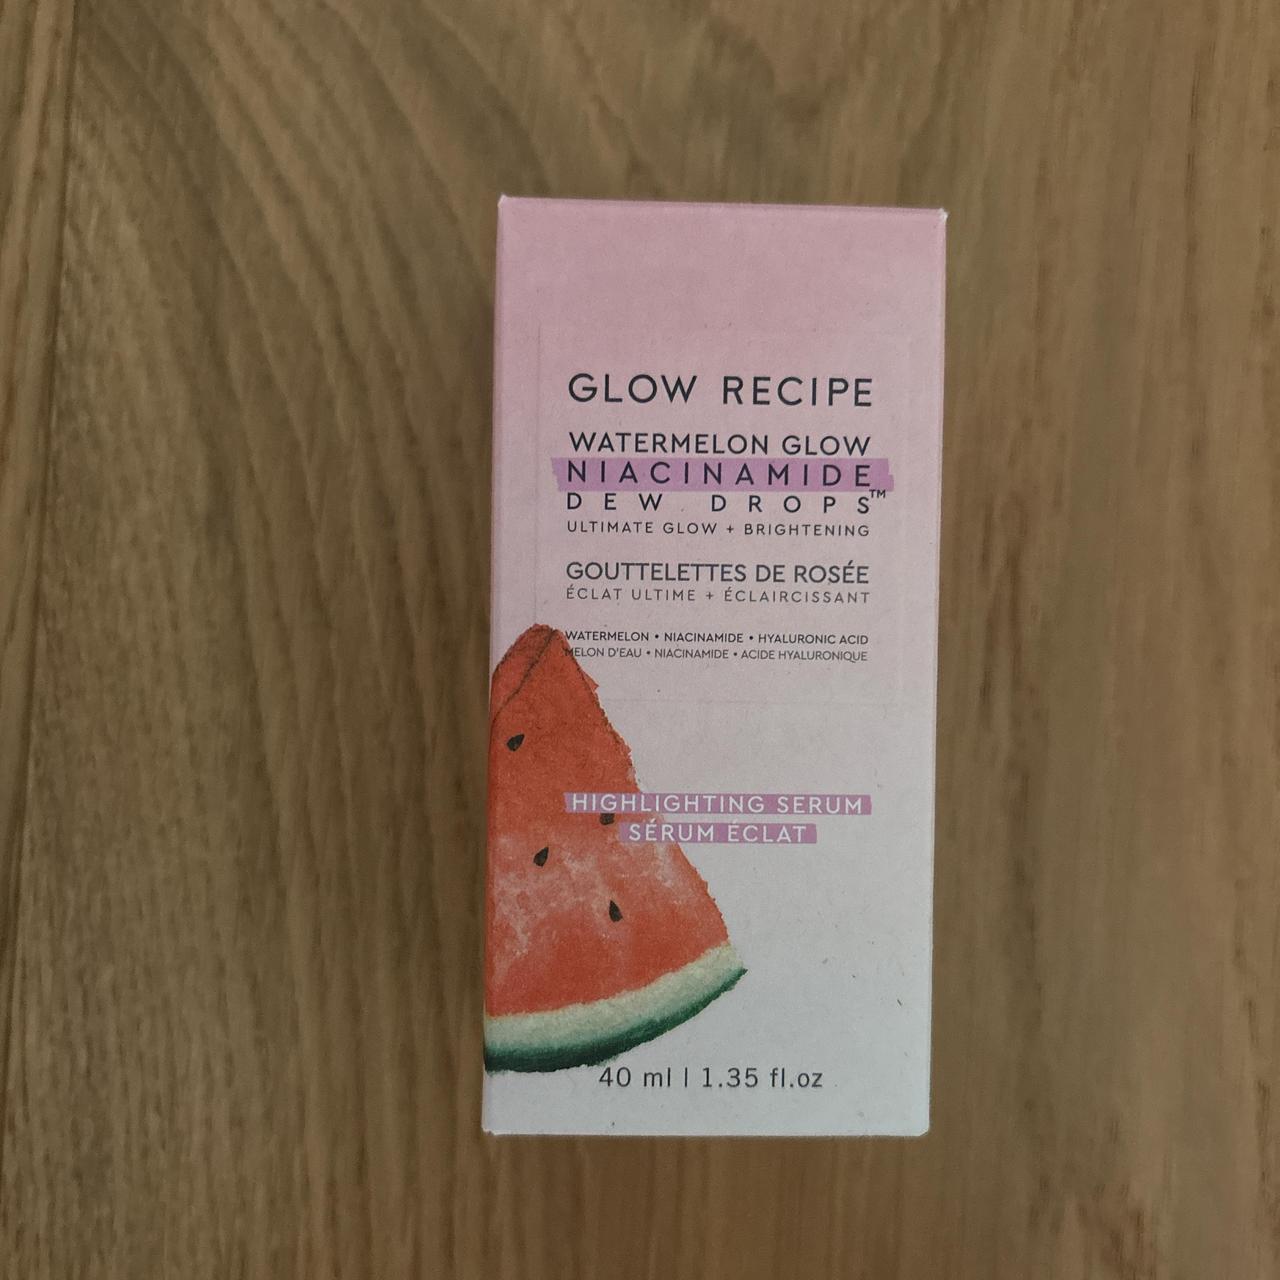 GLOW RECIPE
WATERMELON GLOW
NIACINAMIDE
DEW DROPS™
ULTIMATE GLOW + BRIGHTENING
GOUTTELETTES DE ROSÉE
ÉCLAT ULTIME + ÉCLAIRCISSANT
WATERMELON • NIACINAMIDE • HYALURONIC ACID
MELON D'EAU • NIACINAMIDE • ACIDE HYALURONIQUE
HIGHLIGHTING SERUM
SÉRUM ÉCLAT
40 ml | 1.35 fl.oz